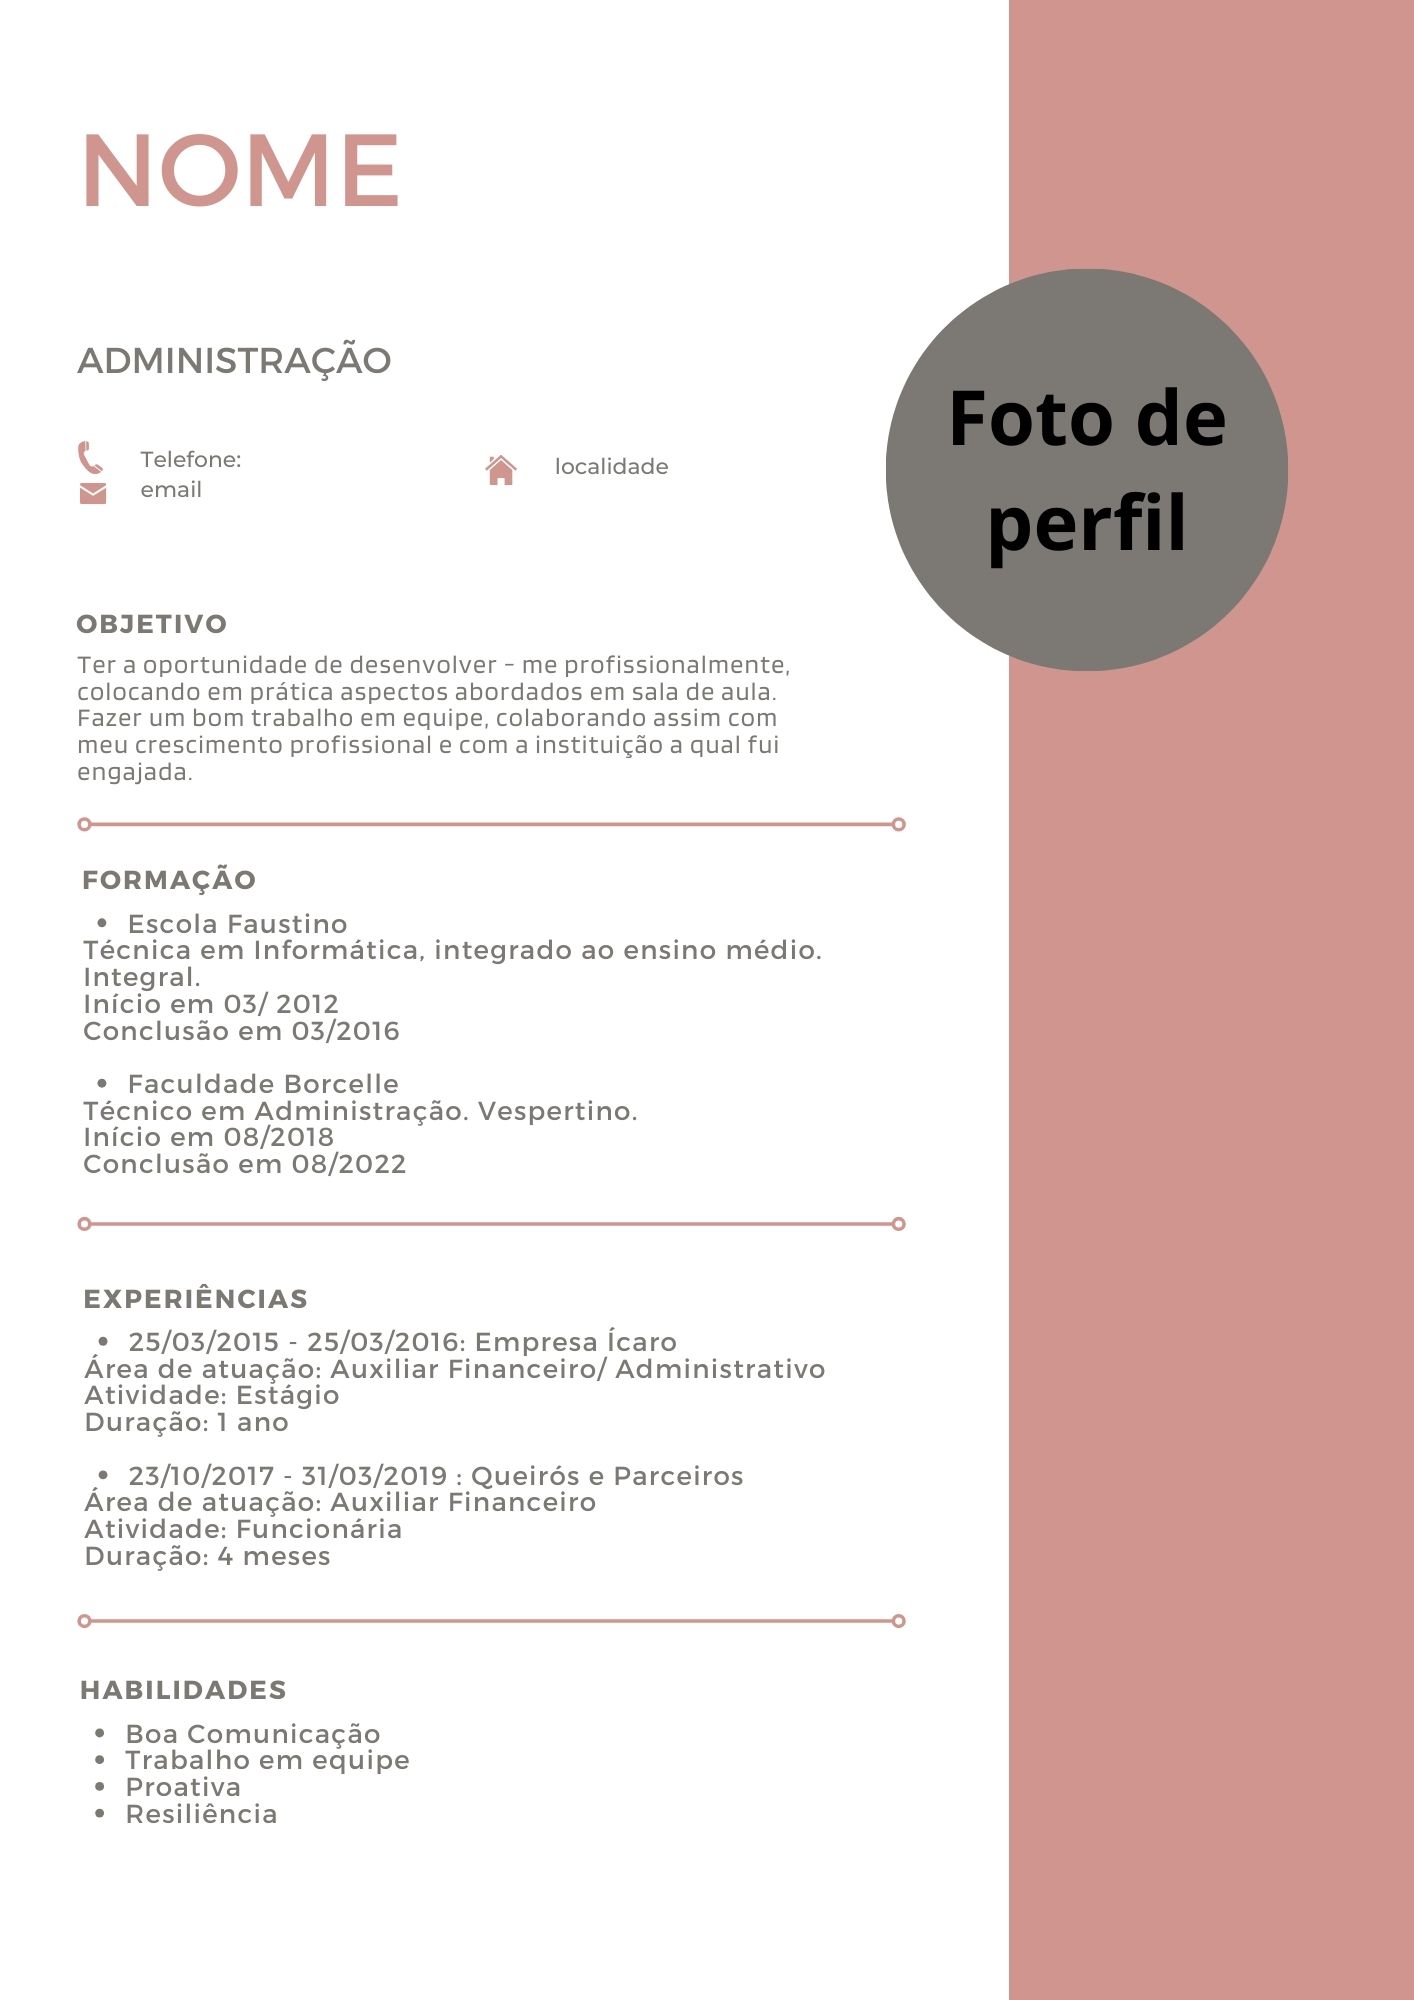 NOME
ADMINISTRAÇÃO
Telefone:
email
localidade
Foto de
perfil
OBJETIVO
Ter a oportunidade de desenvolver - me profissionalmente,
colocando em prática aspectos abordados em sala de aula.
Fazer um bom trabalho em equipe, colaborando assim com
meu crescimento profissional e com a instituição a qual fui
engajada.
FORMAÇÃO
• Escola Faustino
Técnica em Informática, integrado ao ensino médio.
Integral.
Início em 03/ 2012
Conclusão em 03/2016
• Faculdade Borcelle
Técnico em Administração. Vespertino.
Início em 08/2018
Conclusão em 08/2022
EXPERIÊNCIAS
• 25/03/2015 - 25/03/2016: Empresa Ícaro
Área de atuação: Auxiliar Financeiro/ Administrativo
Atividade: Estágio
Duração: 1 ano
• 23/10/2017 - 31/03/2019 : Queirós e Parceiros
Área de atuação: Auxiliar Financeiro
Atividade: Funcionária
Duração: 4 meses
HABILIDADES
• Boa Comunicação
• Trabalho em equipe
• Proativa
• Resiliência